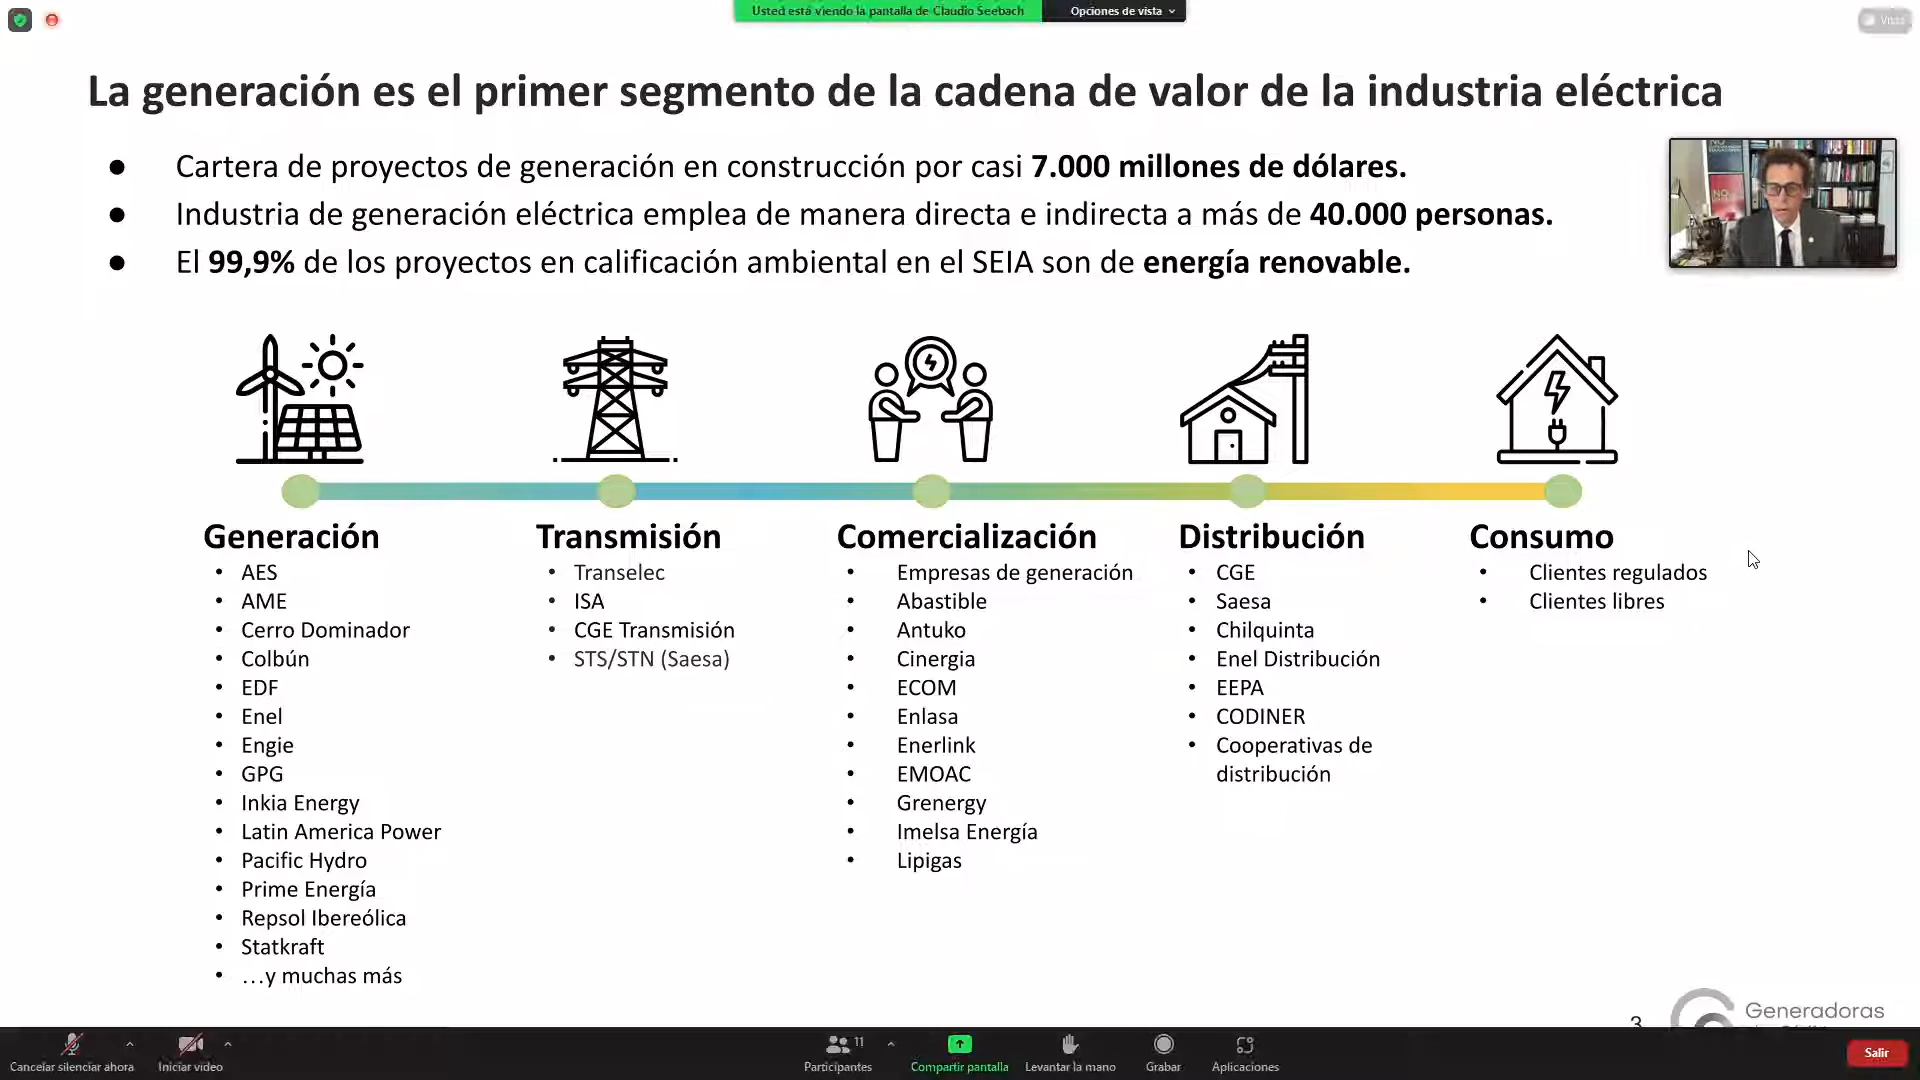 Usted está viendo la pantalla de Claudio Seebach
Opciones de vista
Vista
La generación es el primer segmento de la cadena de valor de la industria eléctrica
● Cartera de proyectos de generación en construcción por casi 7.000 millones de dólares.
● Industria de generación eléctrica emplea de manera directa e indirecta a más de 40.000 personas.
● El 99,9% de los proyectos en calificación ambiental en el SEIA son de energía renovable.
Generación
• AES
• AME
• Cerro Dominador
• Colbún
• EDF
• Enel
• Engie
• GPG
• Inkia Energy
• Latin America Power
• Pacific Hydro
• Prime Energía
• Repsol Ibereólica
• Statkraft
• …y muchas más
Transmisión
• Transelec
• ISA
• CGE Transmisión
• STS/STN (Saesa)
Comercialización
• Empresas de generación
• Abastible
• Antuko
• Cinergia
• ECOM
• Enlasa
• Enerlink
• EMOAC
• Grenergy
• Imelsa Energía
• Lipigas
Distribución
• CGE
• Saesa
• Chilquinta
• Enel Distribución
• EEPA
• CODINER
• Cooperativas de
distribución
Consumo
• Clientes regulados
• Clientes libres
3
Generadoras
Cancelar silenciar ahora
Iniciar video
11
Participantes
Compartir pantalla
Levantar la mano
Grabar
Aplicaciones
Salir